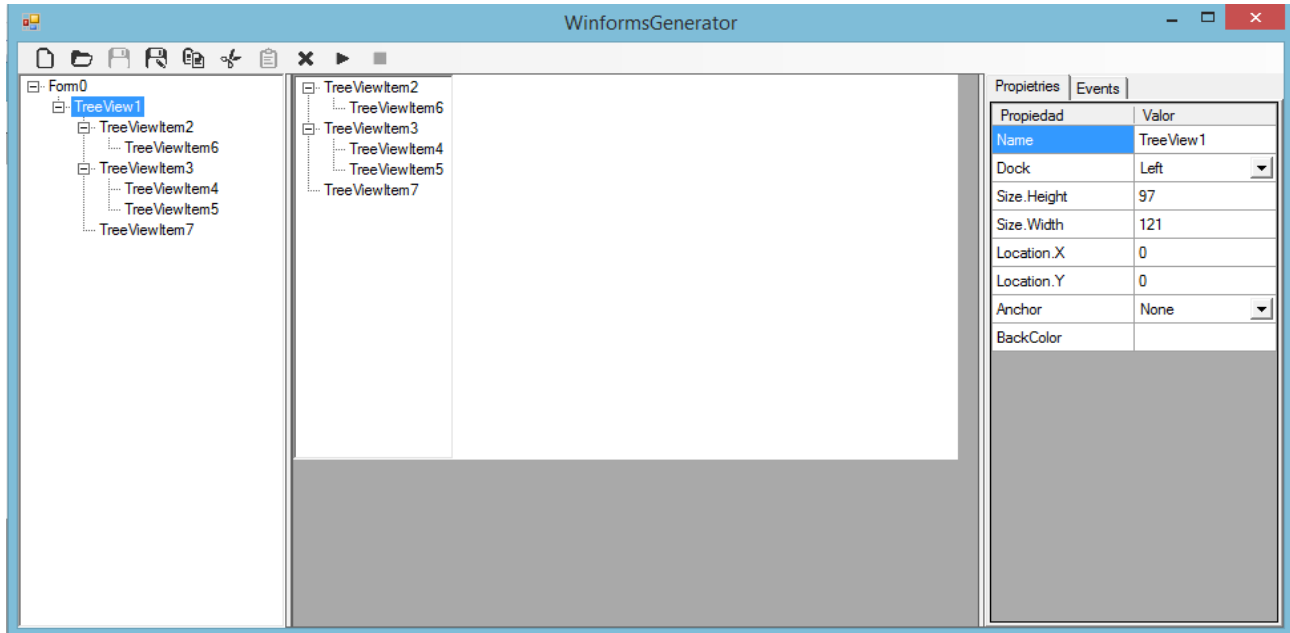 WinformsGenerator
Form0
TreeView1
TreeViewItem2
TreeViewItem6
TreeViewItem3
TreeViewItem4
TreeViewItem5
TreeViewItem7
TreeViewItem2
TreeViewItem6
TreeViewItem3
TreeViewItem4
TreeViewItem5
TreeViewItem7
Propietries Events
Propiedad Valor
Name TreeView1
Dock Left
Size.Height 97
Size.Width 121
Location.X 0
Location.Y 0
Anchor None
BackColor